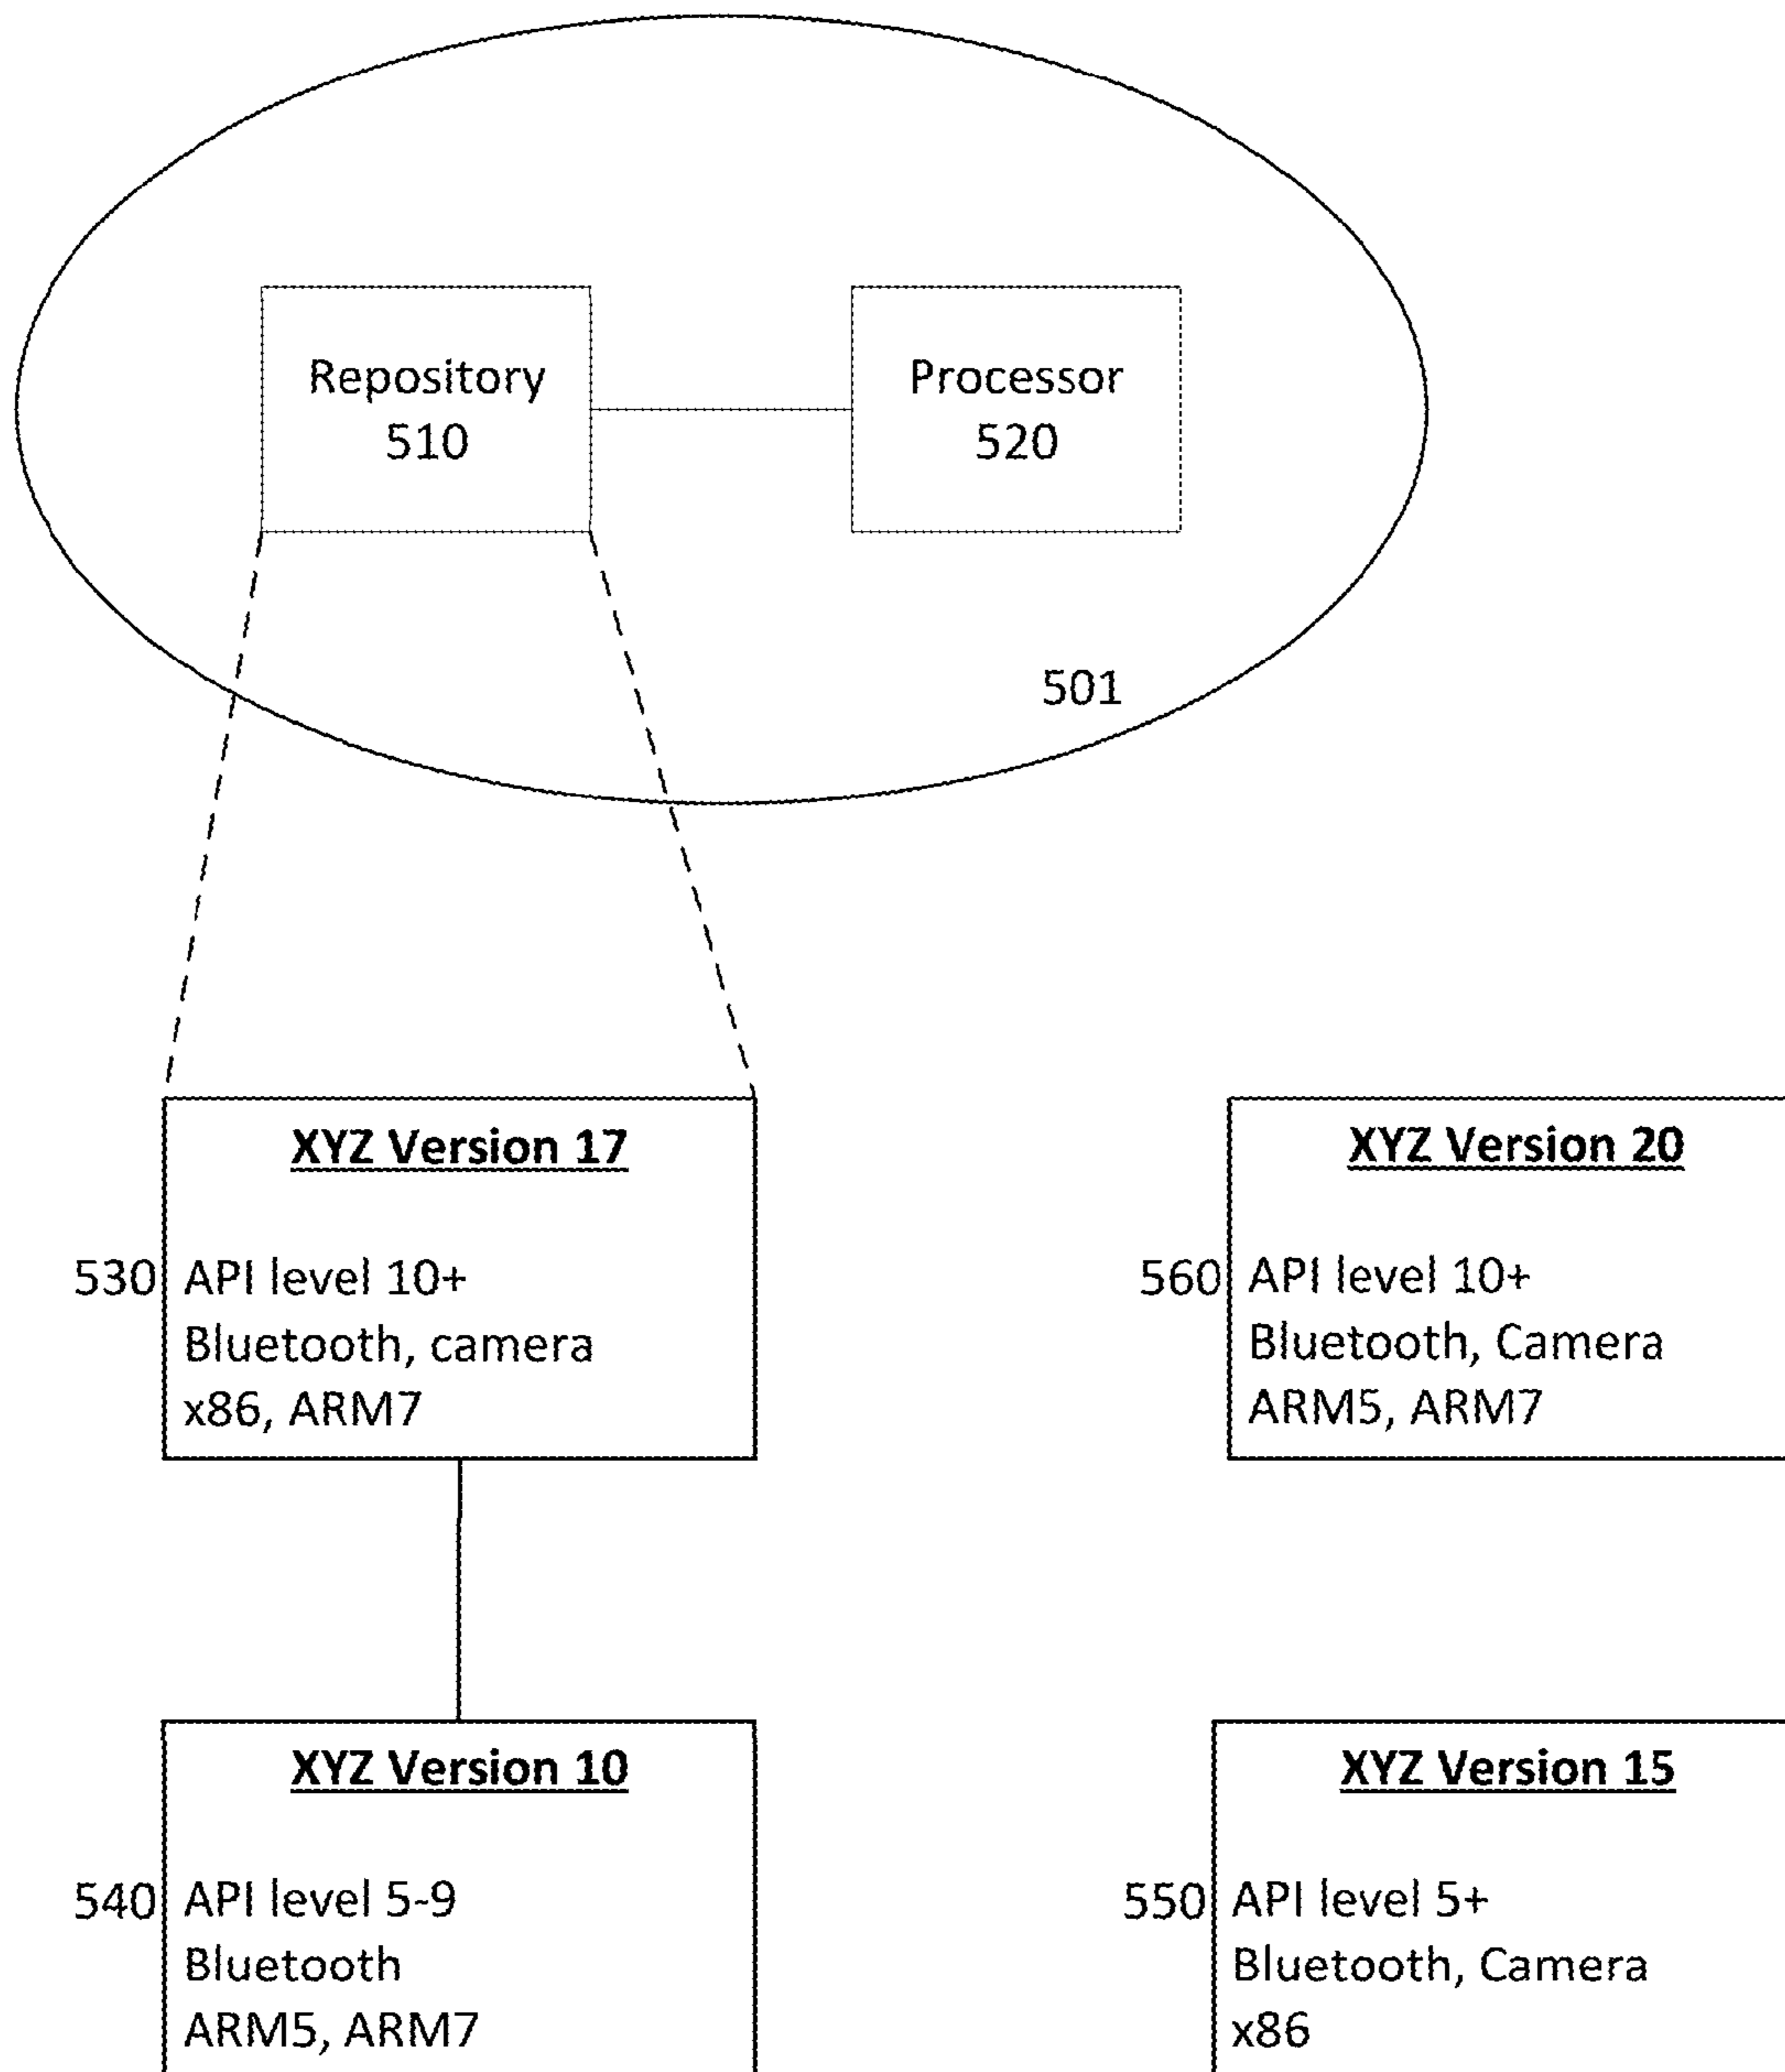 Repository
510
Processor
520
501
XYZ Version 17
530
API level 10+
Bluetooth, camera
x86, ARM7
XYZ Version 20
560
API level 10+
Bluetooth, Camera
ARM5, ARM7
XYZ Version 10
540
API level 5-9
Bluetooth
ARM5, ARM7
XYZ Version 15
550
API level 5+
Bluetooth, Camera
x86